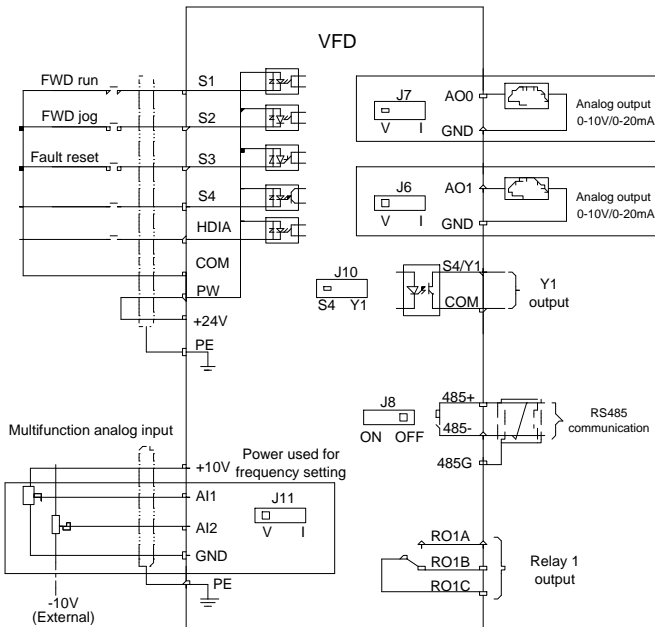 VFD
FWD run
S1
FWD jog
S2
Fault reset
S3
S4
HDIA
COM
PW
+24V
PE
J7
V I
AO0
GND
Analog output
0-10V/0-20mA
J6
V I
AO1
GND
Analog output
0-10V/0-20mA
J10
S4 Y1
S4/Y1
COM
Y1
output
J8
ON OFF
485+
485-
485G
RS485
communication
Multifunction analog input
Power used for
frequency setting
+10V
AI1
AI2
GND
PE
J11
V I
-10V
(External)
RO1A
RO1B
RO1C
Relay 1
output